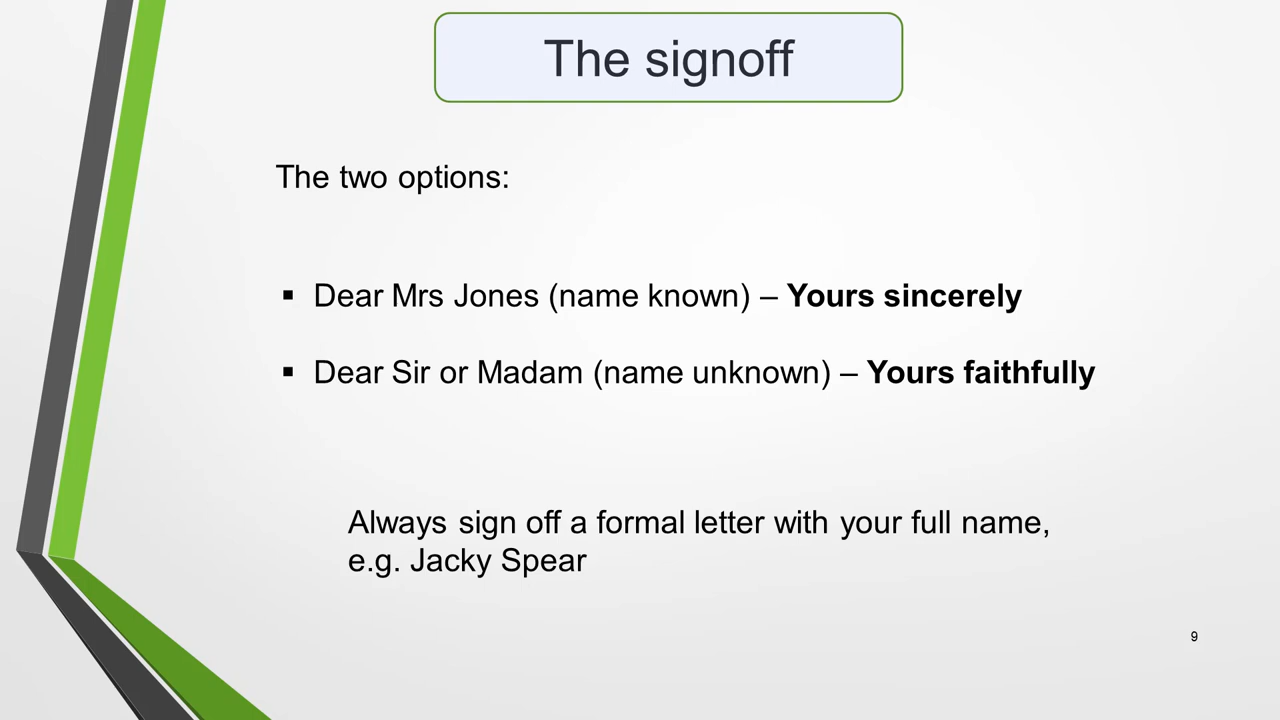 The signoff
The two options:
▪ Dear Mrs Jones (name known) – Yours sincerely
▪ Dear Sir or Madam (name unknown) – Yours faithfully
Always sign off a formal letter with your full name,
e.g. Jacky Spear
9